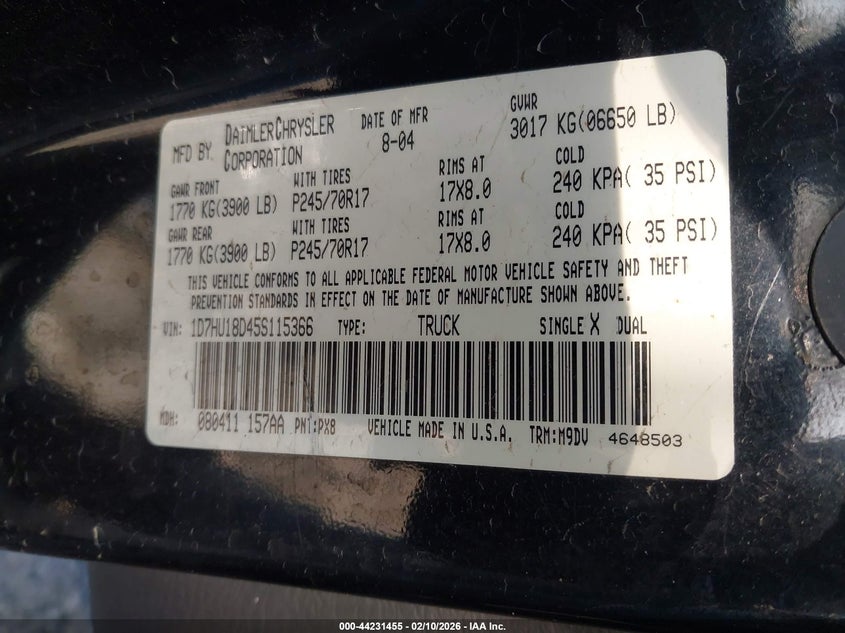 MFD BY DAIMLERCHRYSLER CORPORATION DATE OF MFR 8-04 GVWR 3017 KG(06650 LB)
GAWR FRONT WITH TIRES RIMS AT COLD
1770 KG(3900 LB) P245/70R17 17X8.0 240 KPA( 35 PSI)
GAWR REAR WITH TIRES RIMS AT COLD
1770 KG(3900 LB) P245/70R17 17X8.0 240 KPA( 35 PSI)
THIS VEHICLE CONFORMS TO ALL APPLICABLE FEDERAL MOTOR VEHICLE SAFETY AND THEFT
PREVENTION STANDARDS IN EFFECT ON THE DATE OF MANUFACTURE SHOWN ABOVE.
VIN: 1D7HU18D45S115366 TYPE: TRUCK SINGLE X DUAL
MDH: 080411 157AA PNT:PX8 VEHICLE MADE IN U.S.A. TRM:M9DV 4648503
000-44231455 - 02/10/2026 - IAA Inc.